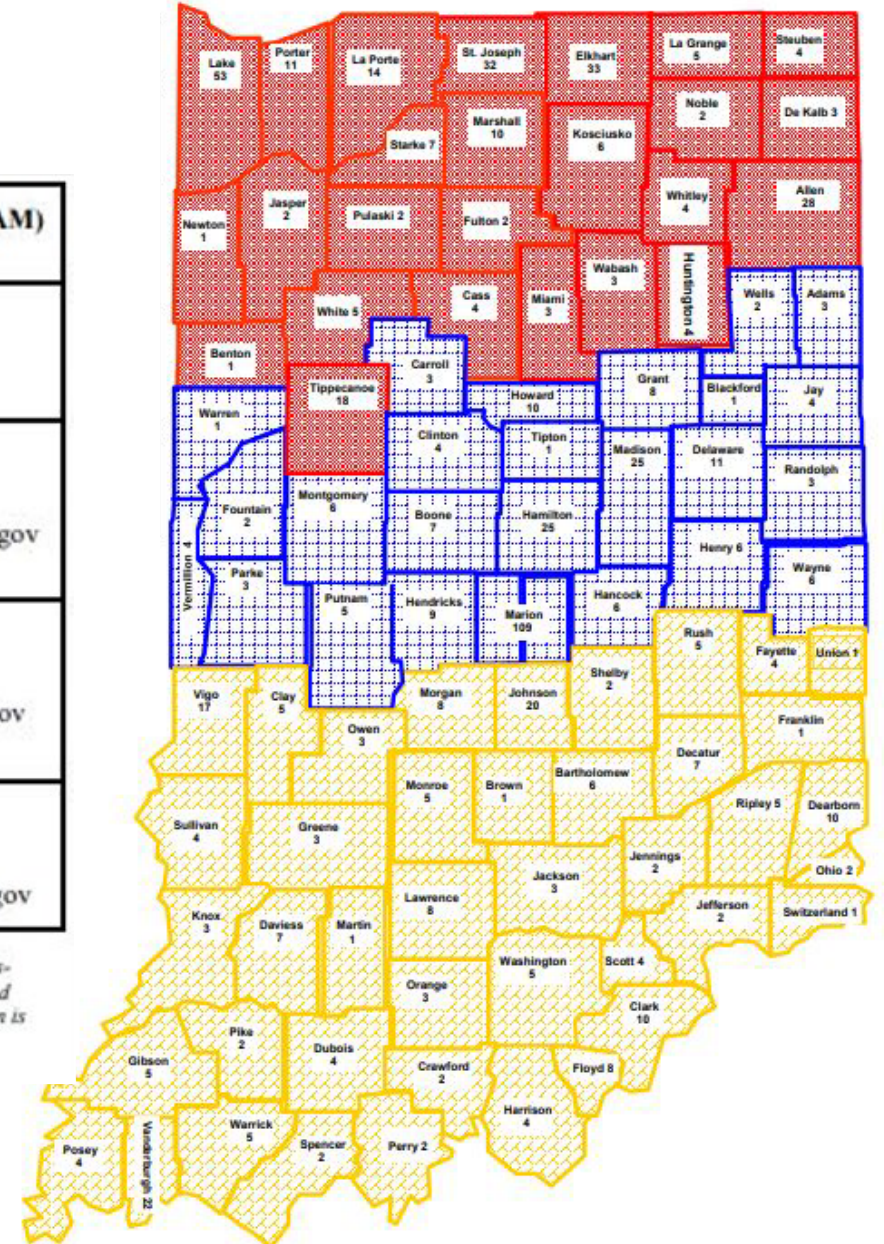 AM)
gov
ov
gov
s-
d
n is
Lake
53
Porter
11
La Porte
14
St. Joseph
32
Elkhart
33
La Grange
5
Steuben
4
Noble
2
De Kalb 3
Marshall
10
Starke 7
Kosciusko
6
Whitley
4
Allen
28
Newton
1
Jasper
2
Pulaski 2
Fulton 2
White 5
Cass
4
Miami
3
Wabash
3
Huntington 4
Wells
2
Adams
3
Benton
1
Tippecanoe
18
Carroll
3
Howard
10
Grant
8
Blackford
1
Jay
4
Warren
1
Clinton
4
Tipton
1
Madison
25
Delaware
11
Randolph
3
Fountain
2
Montgomery
6
Boone
7
Hamilton
25
Henry 6
Wayne
6
Vermillion 4
Parke
3
Putnam
5
Hendricks
9
Marion
109
Hancock
6
Rush
5
Fayette
4
Union 1
Vigo
17
Clay
5
Owen
3
Morgan
8
Johnson
20
Shelby
2
Decatur
7
Franklin
1
Monroe
5
Brown
1
Bartholomew
6
Ripley 5
Dearborn
10
Ohio 2
Sullivan
4
Greene
3
Jennings
2
Jackson
3
Lawrence
Jefferson
2
Switzerland 1
Knox
3
Daviess
7
Martin
1
Orange
3
Washington
5
Scott 4
Clark
10
Pike
2
Dubois
4
Crawford
2
Floyd 8
Gibson
5
Harrison
4
Posey
4
Vanderburgh 22
Warrick
5
Spencer
2
Perry 2